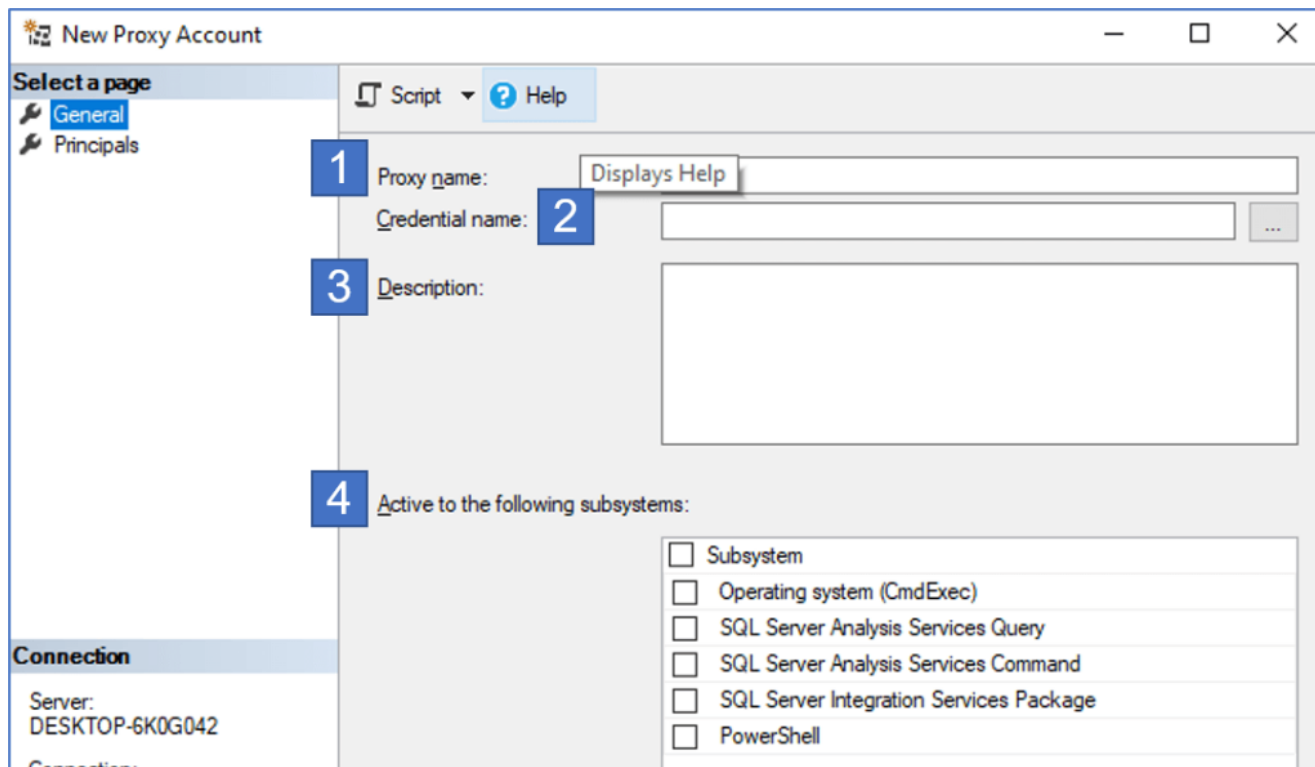 New Proxy Account
Select a page
General
Principals
Script
Help
1
Proxy name:
Displays Help
Credential name:
2
3
Description:
4
Active to the following subsystems:
Subsystem
Operating system (CmdExec)
SQL Server Analysis Services Query
SQL Server Analysis Services Command
SQL Server Integration Services Package
PowerShell
Connection
Server:
DESKTOP-6K0G042
Connection:
...